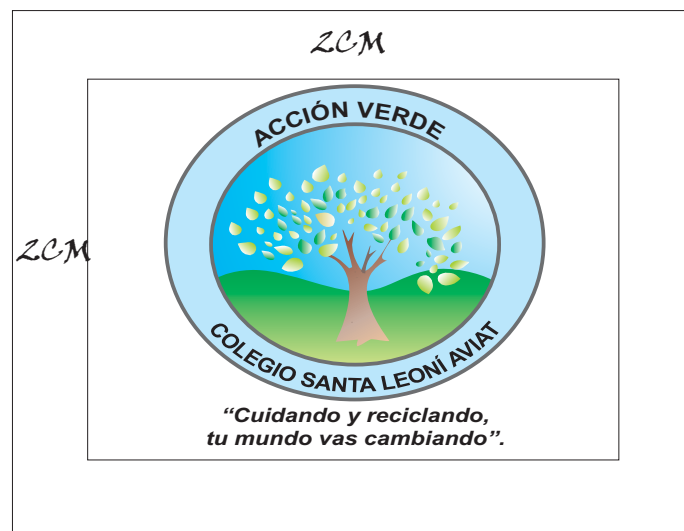 2CM
ACCIÓN VERDE
2CM
COLEGIO SANTA LEONÍ AVIAT
“Cuidando y reciclando,
tu mundo vas cambiando”.